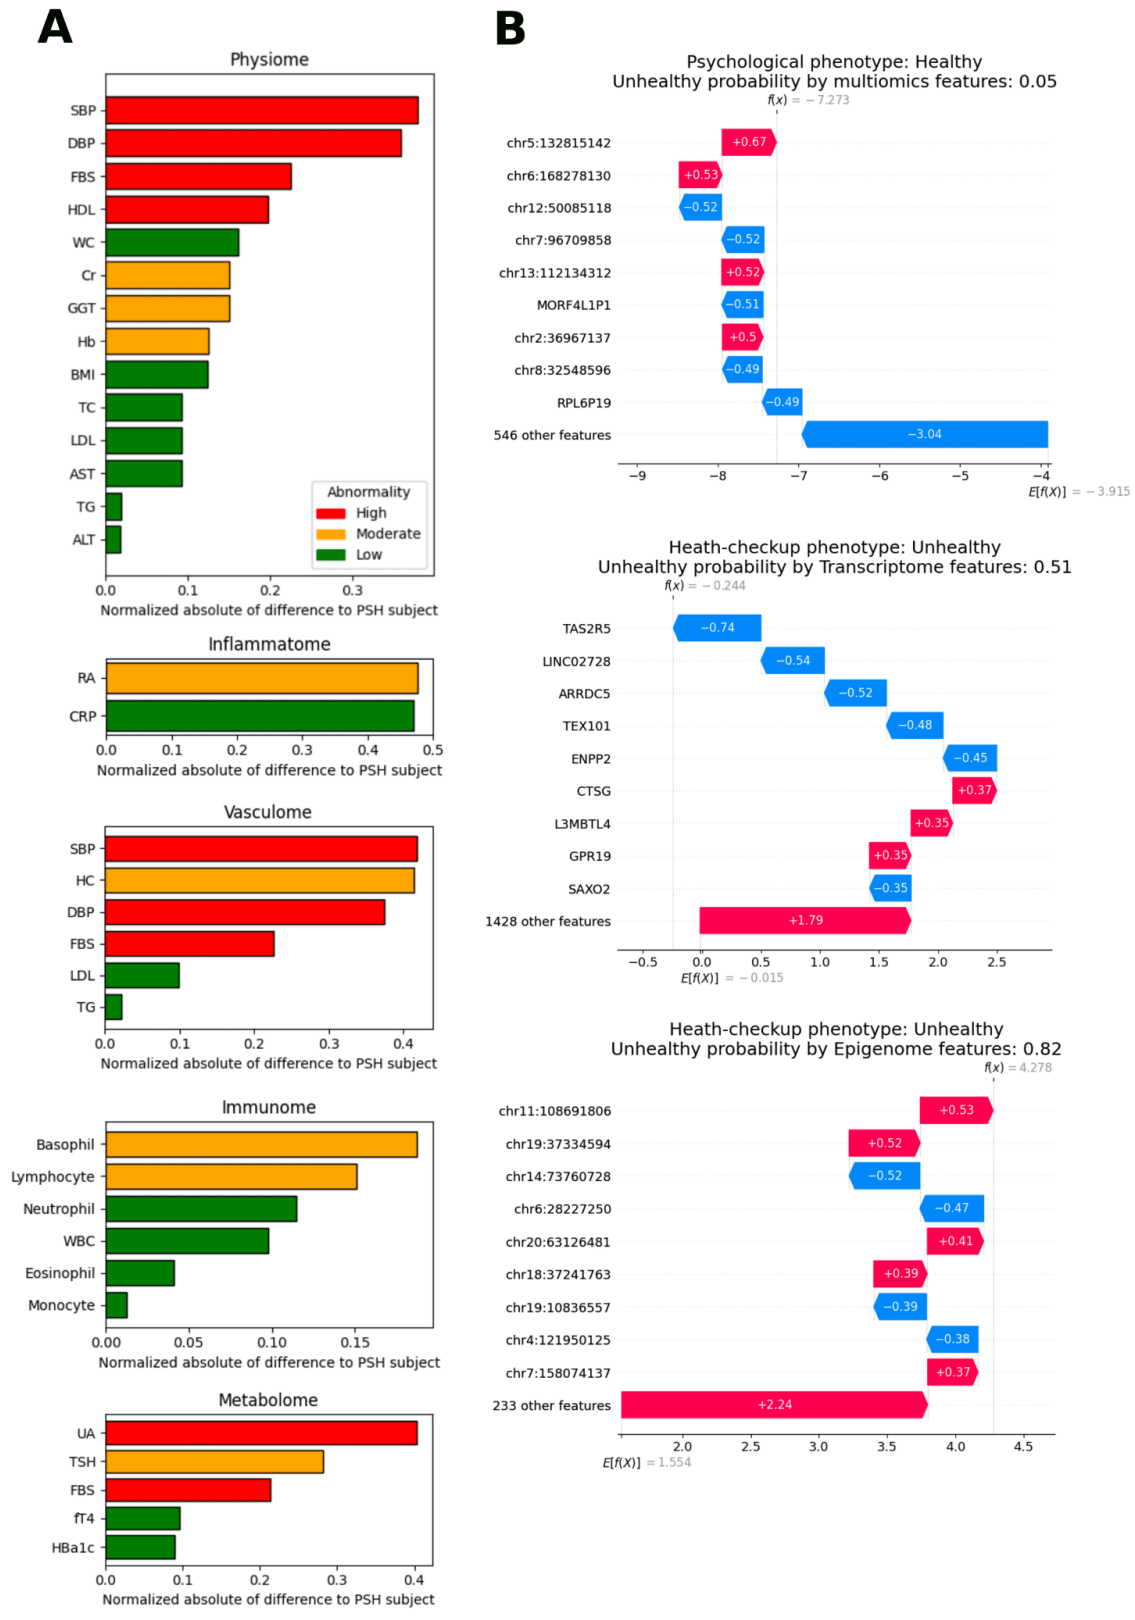 A
Physiome
SBP
DBP
FBS
HDL
WC
Cr
GGT
Hb
BMI
TC
LDL
AST
TG
ALT
Abnormality
High
Moderate
Low
0.0 0.1 0.2 0.3
Normalized absolute of difference to PSH subject
Inflammatome
RA
CRP
0.0 0.1 0.2 0.3 0.4 0.5
Normalized absolute of difference to PSH subject
Vasculome
SBP
HC
DBP
FBS
LDL
TG
0.0 0.1 0.2 0.3 0.4
Normalized absolute of difference to PSH subject
Immunome
Basophil
Lymphocyte
Neutrophil
WBC
Eosinophil
Monocyte
0.00 0.05 0.10 0.15
Normalized absolute of difference to PSH subject
Metabolome
UA
TSH
FBS
fT4
HBa1c
0.0 0.1 0.2 0.3 0.4
Normalized absolute of difference to PSH subject
B
Psychological phenotype: Healthy
Unhealthy probability by multiomics features: 0.05
f(x) = −7.273
chr5:132815142 +0.67
chr6:168278130 +0.53
chr12:50085118 −0.52
chr7:96709858 −0.52
chr13:112134312 +0.52
MORF4L1P1 −0.51
chr2:36967137 +0.5
chr8:32548596 −0.49
RPL6P19 −0.49
546 other features −3.04
−9 −8 −7 −6 −5 −4
E[f(X)] = −3.915
Heath-checkup phenotype: Unhealthy
Unhealthy probability by Transcriptome features: 0.51
f(x) = −0.244
TAS2R5 −0.74
LINC02728 −0.54
ARRDC5 −0.52
TEX101 −0.48
ENPP2 −0.45
CTSG +0.37
L3MBTL4 +0.35
GPR19 +0.35
SAXO2 −0.35
1428 other features +1.79
−0.5 0.0 0.5 1.0 1.5 2.0 2.5
E[f(X)] = −0.015
Heath-checkup phenotype: Unhealthy
Unhealthy probability by Epigenome features: 0.82
f(x) = 4.278
chr11:108691806 +0.53
chr19:37334594 +0.52
chr14:73760728 −0.52
chr6:28227250 −0.47
chr20:63126481 +0.41
chr18:37241763 +0.39
chr19:10836557 −0.39
chr4:121950125 −0.38
chr7:158074137 +0.37
233 other features +2.24
2.0 2.5 3.0 3.5 4.0 4.5
E[f(X)] = 1.554